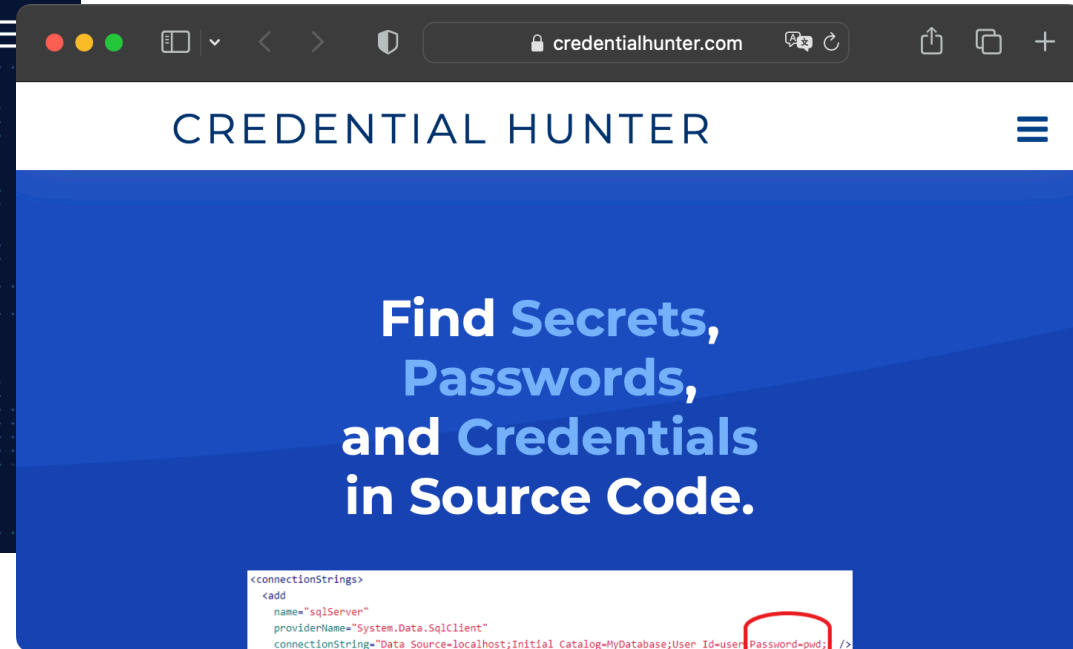 credentialhunter.com
CREDENTIAL HUNTER
Find Secrets,
Passwords,
and Credentials
in Source Code.
<connectionStrings>
<add
name="sqlServer"
providerName="System.Data.SqlClient"
connectionString="Data Source=localhost;Initial Catalog=MyDatabase;User Id=user Password=pwd; />